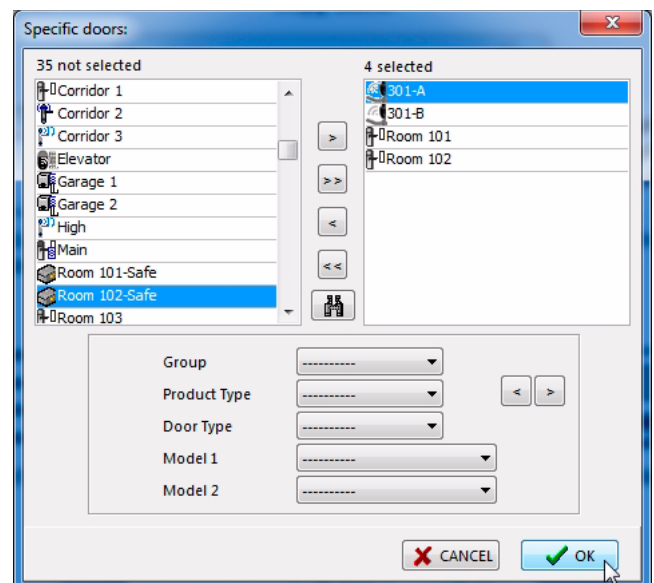 Specific doors:
35 not selected
4 selected
Corridor 1
Corridor 2
Corridor 3
Elevator
Garage 1
Garage 2
High
Main
Room 101-Safe
Room 102-Safe
Room 103
>
>>
<
<<
301-A
301-B
Room 101
Room 102
Group ----------
Product Type ----------
< >
Door Type ----------
Model 1 ----------
Model 2 ----------
CANCEL OK